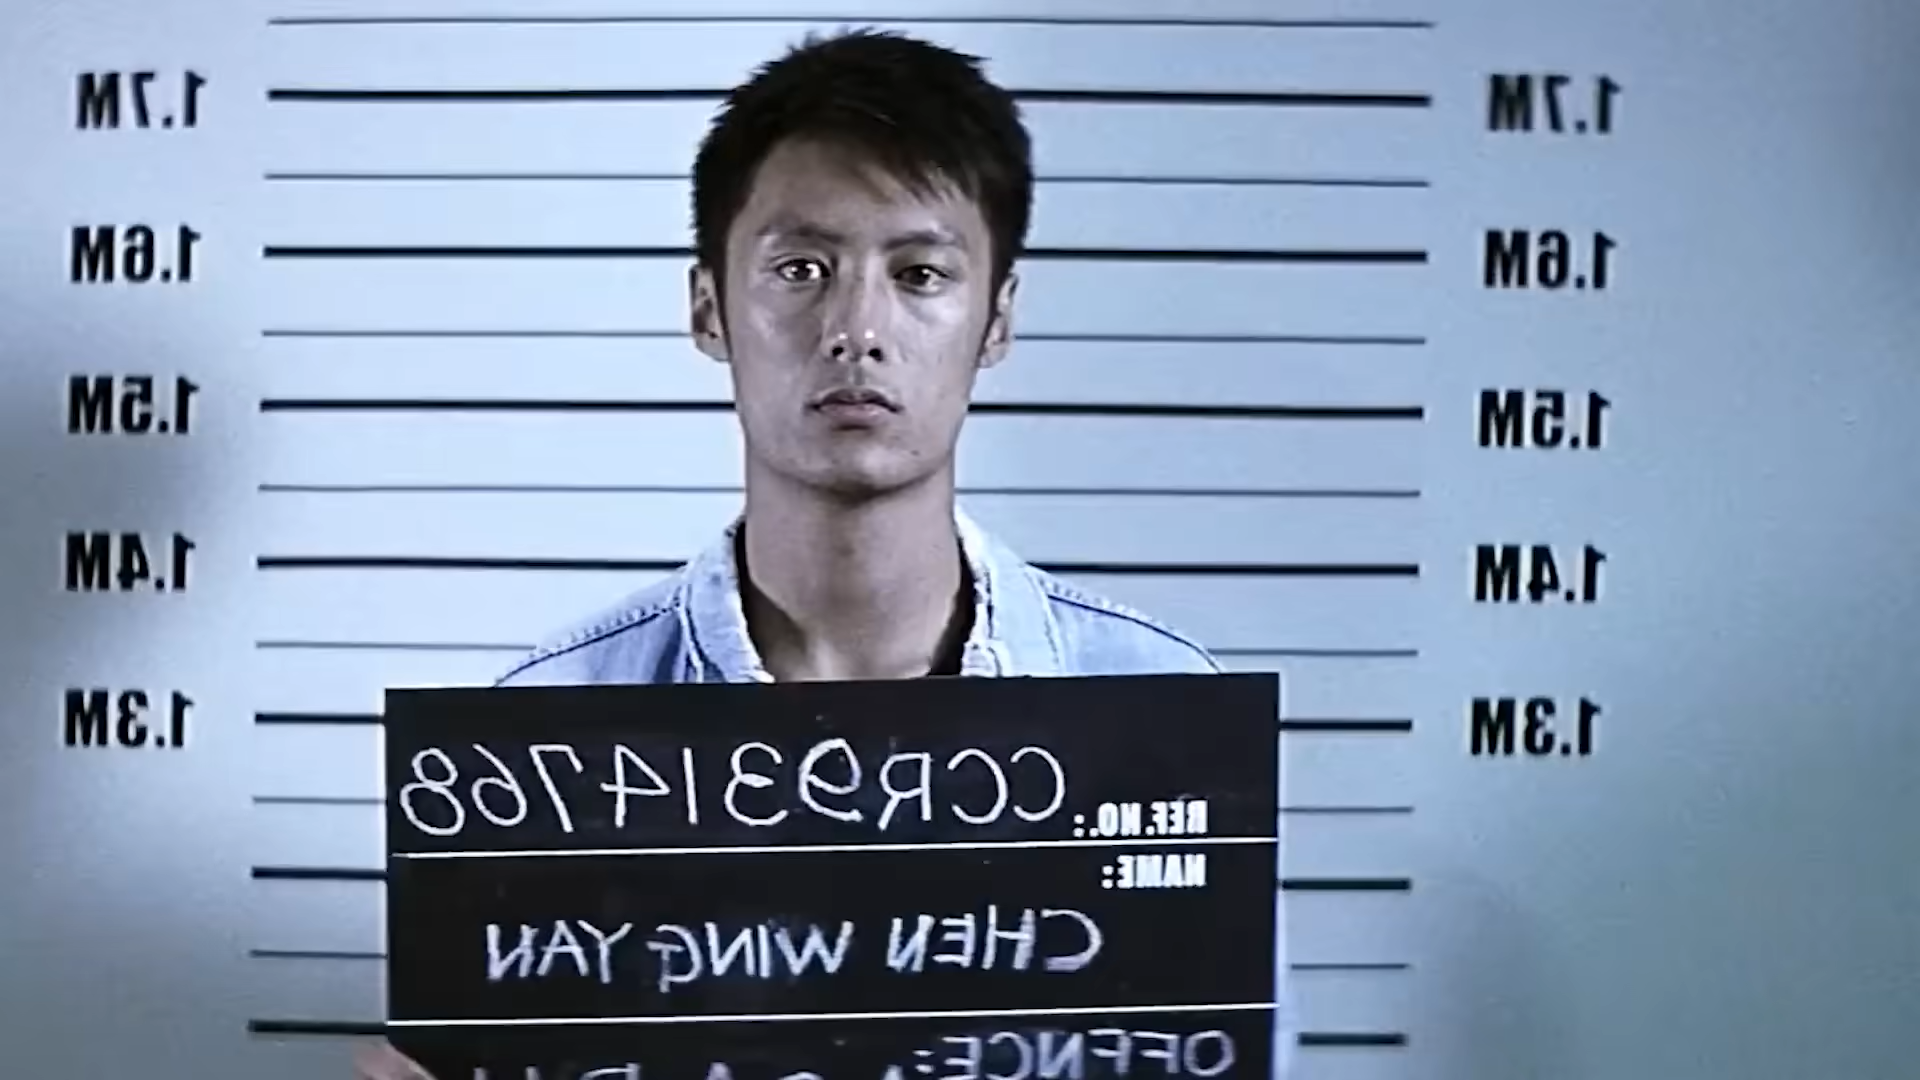 1.7M 1.7M
1.6M 1.6M
1.5M 1.5M
1.4M 1.4M
1.3M 1.3M
REF.NO.: CCR9314768
NAME:
CHEN WING YAN
OFFENCE: